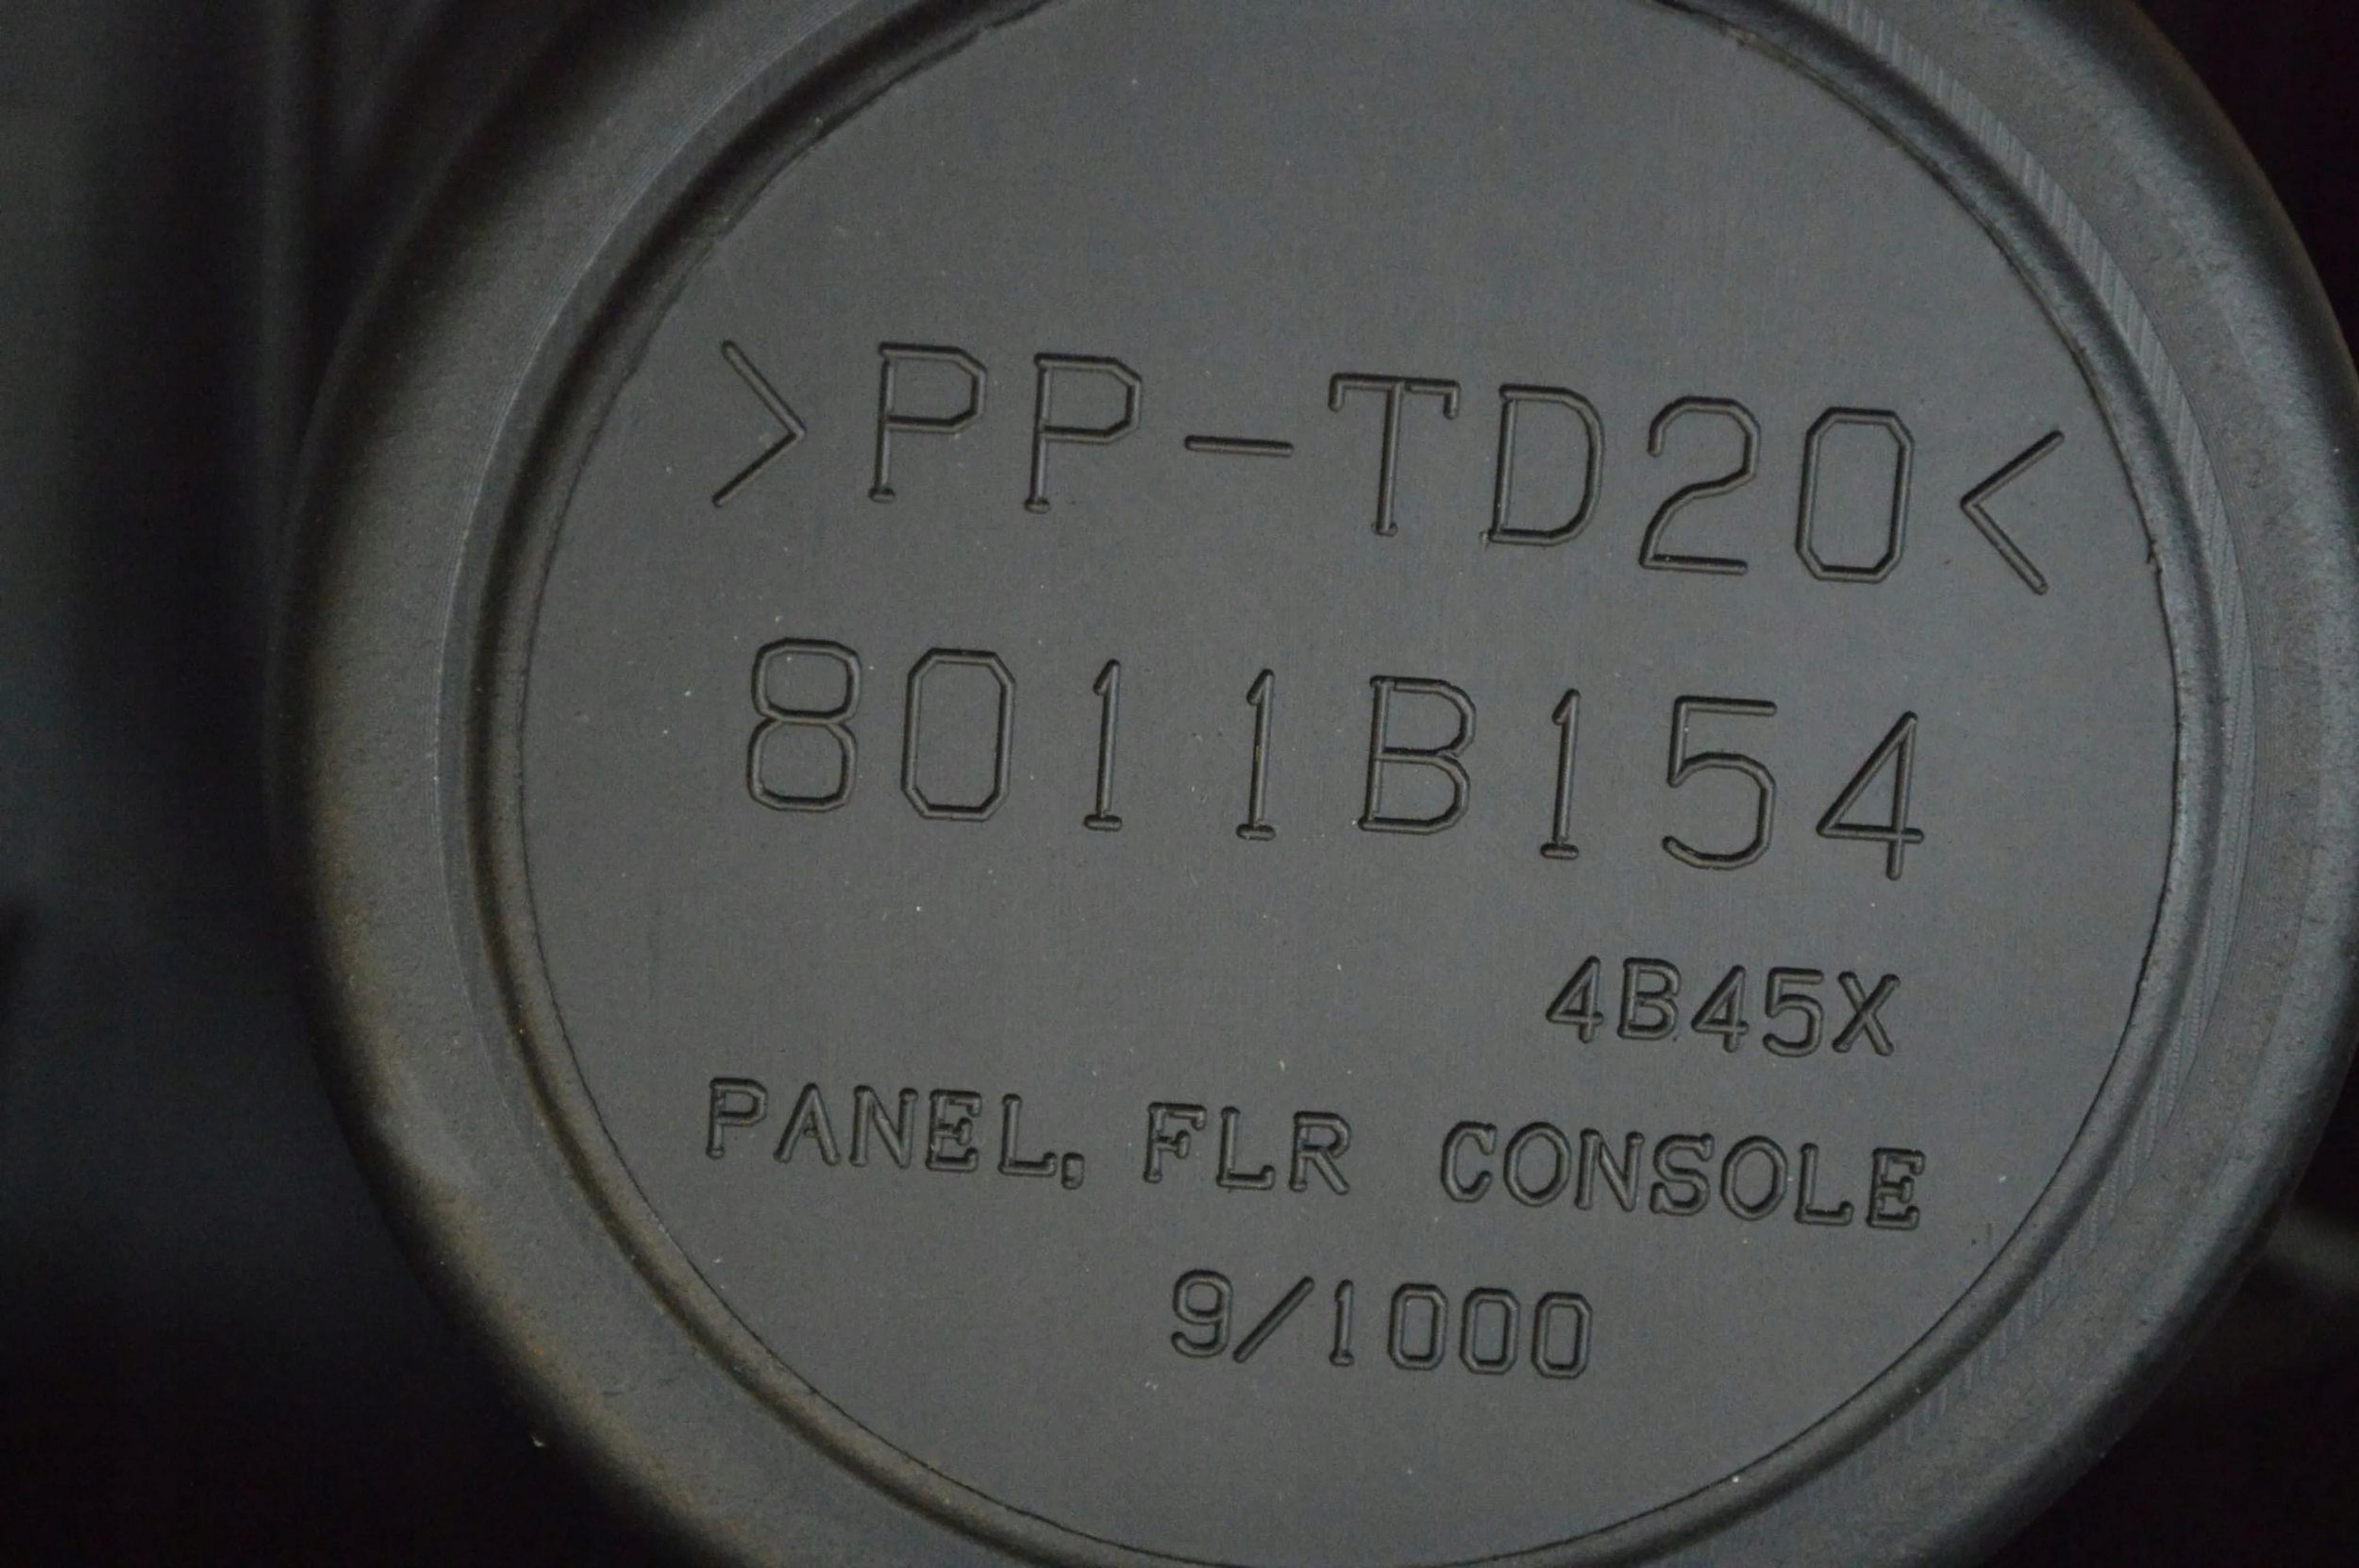 >PP-TD20<
8011B154
4B45X
PANEL, FLR CONSOLE
9/1000